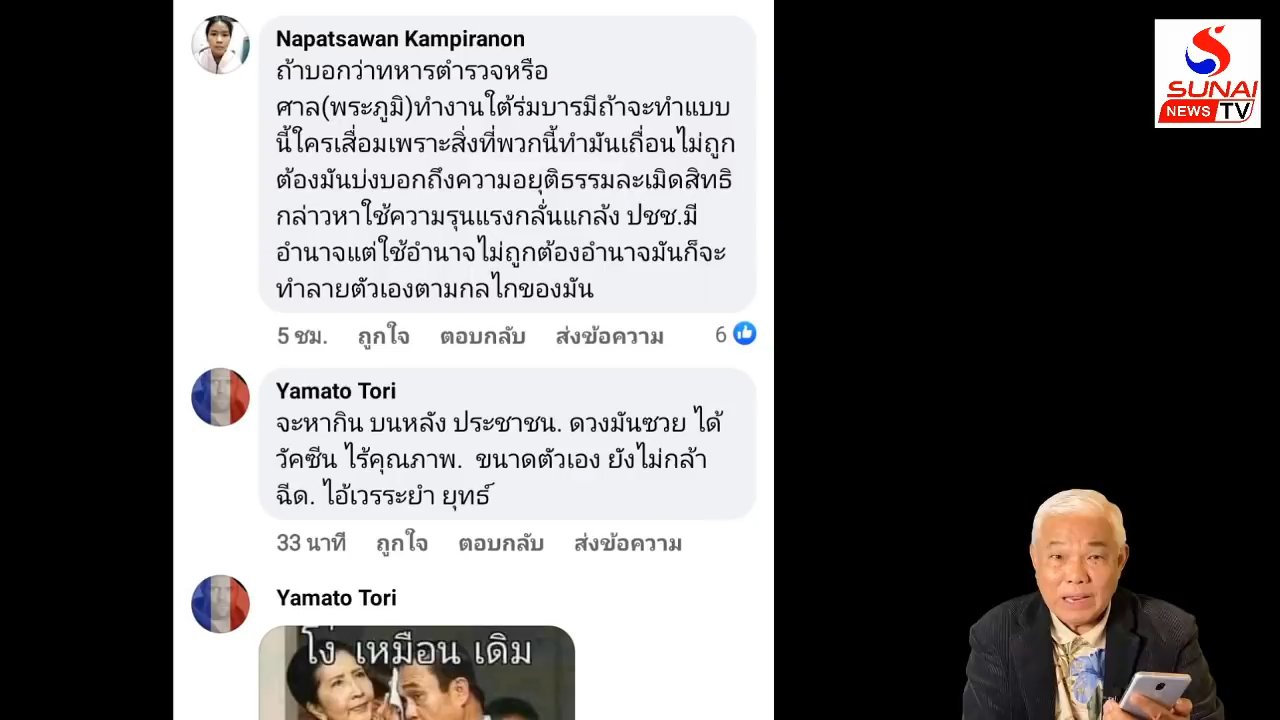 Napatsawan Kampiranon
ถ้าบอกว่าทหารตำรวจหรือ
ศาล(พระภูมิ)ทำงานใต้ร่มบารมีถ้าจะทำแบบ
นี้ใครเสื่อมเพราะสิ่งที่พวกนี้ทำมันเถื่อนไม่ถูก
ต้องมันบ่งบอกถึงความอยุติธรรมละเมิดสิทธิ
กล่าวหาใช้ความรุนแรงกลั่นแกล้ง ปชช.มี
อำนาจแต่ใช้อำนาจไม่ถูกต้องอำนาจมันก็จะ
ทำลายตัวเองตามกลไกของมัน
5 ชม. ถูกใจ ตอบกลับ ส่งข้อความ 6
Yamato Tori
จะหากิน บนหลัง ประชาชน. ดวงมันซวย ได้
วัคซีน ไร้คุณภาพ. ขนาดตัวเอง ยังไม่กล้า
ฉีด. ไอ้เวรระยำ ยุทธ์
33 นาที ถูกใจ ตอบกลับ ส่งข้อความ
Yamato Tori
โง่ เหมือน เดิม
SUNAI
NEWS TV